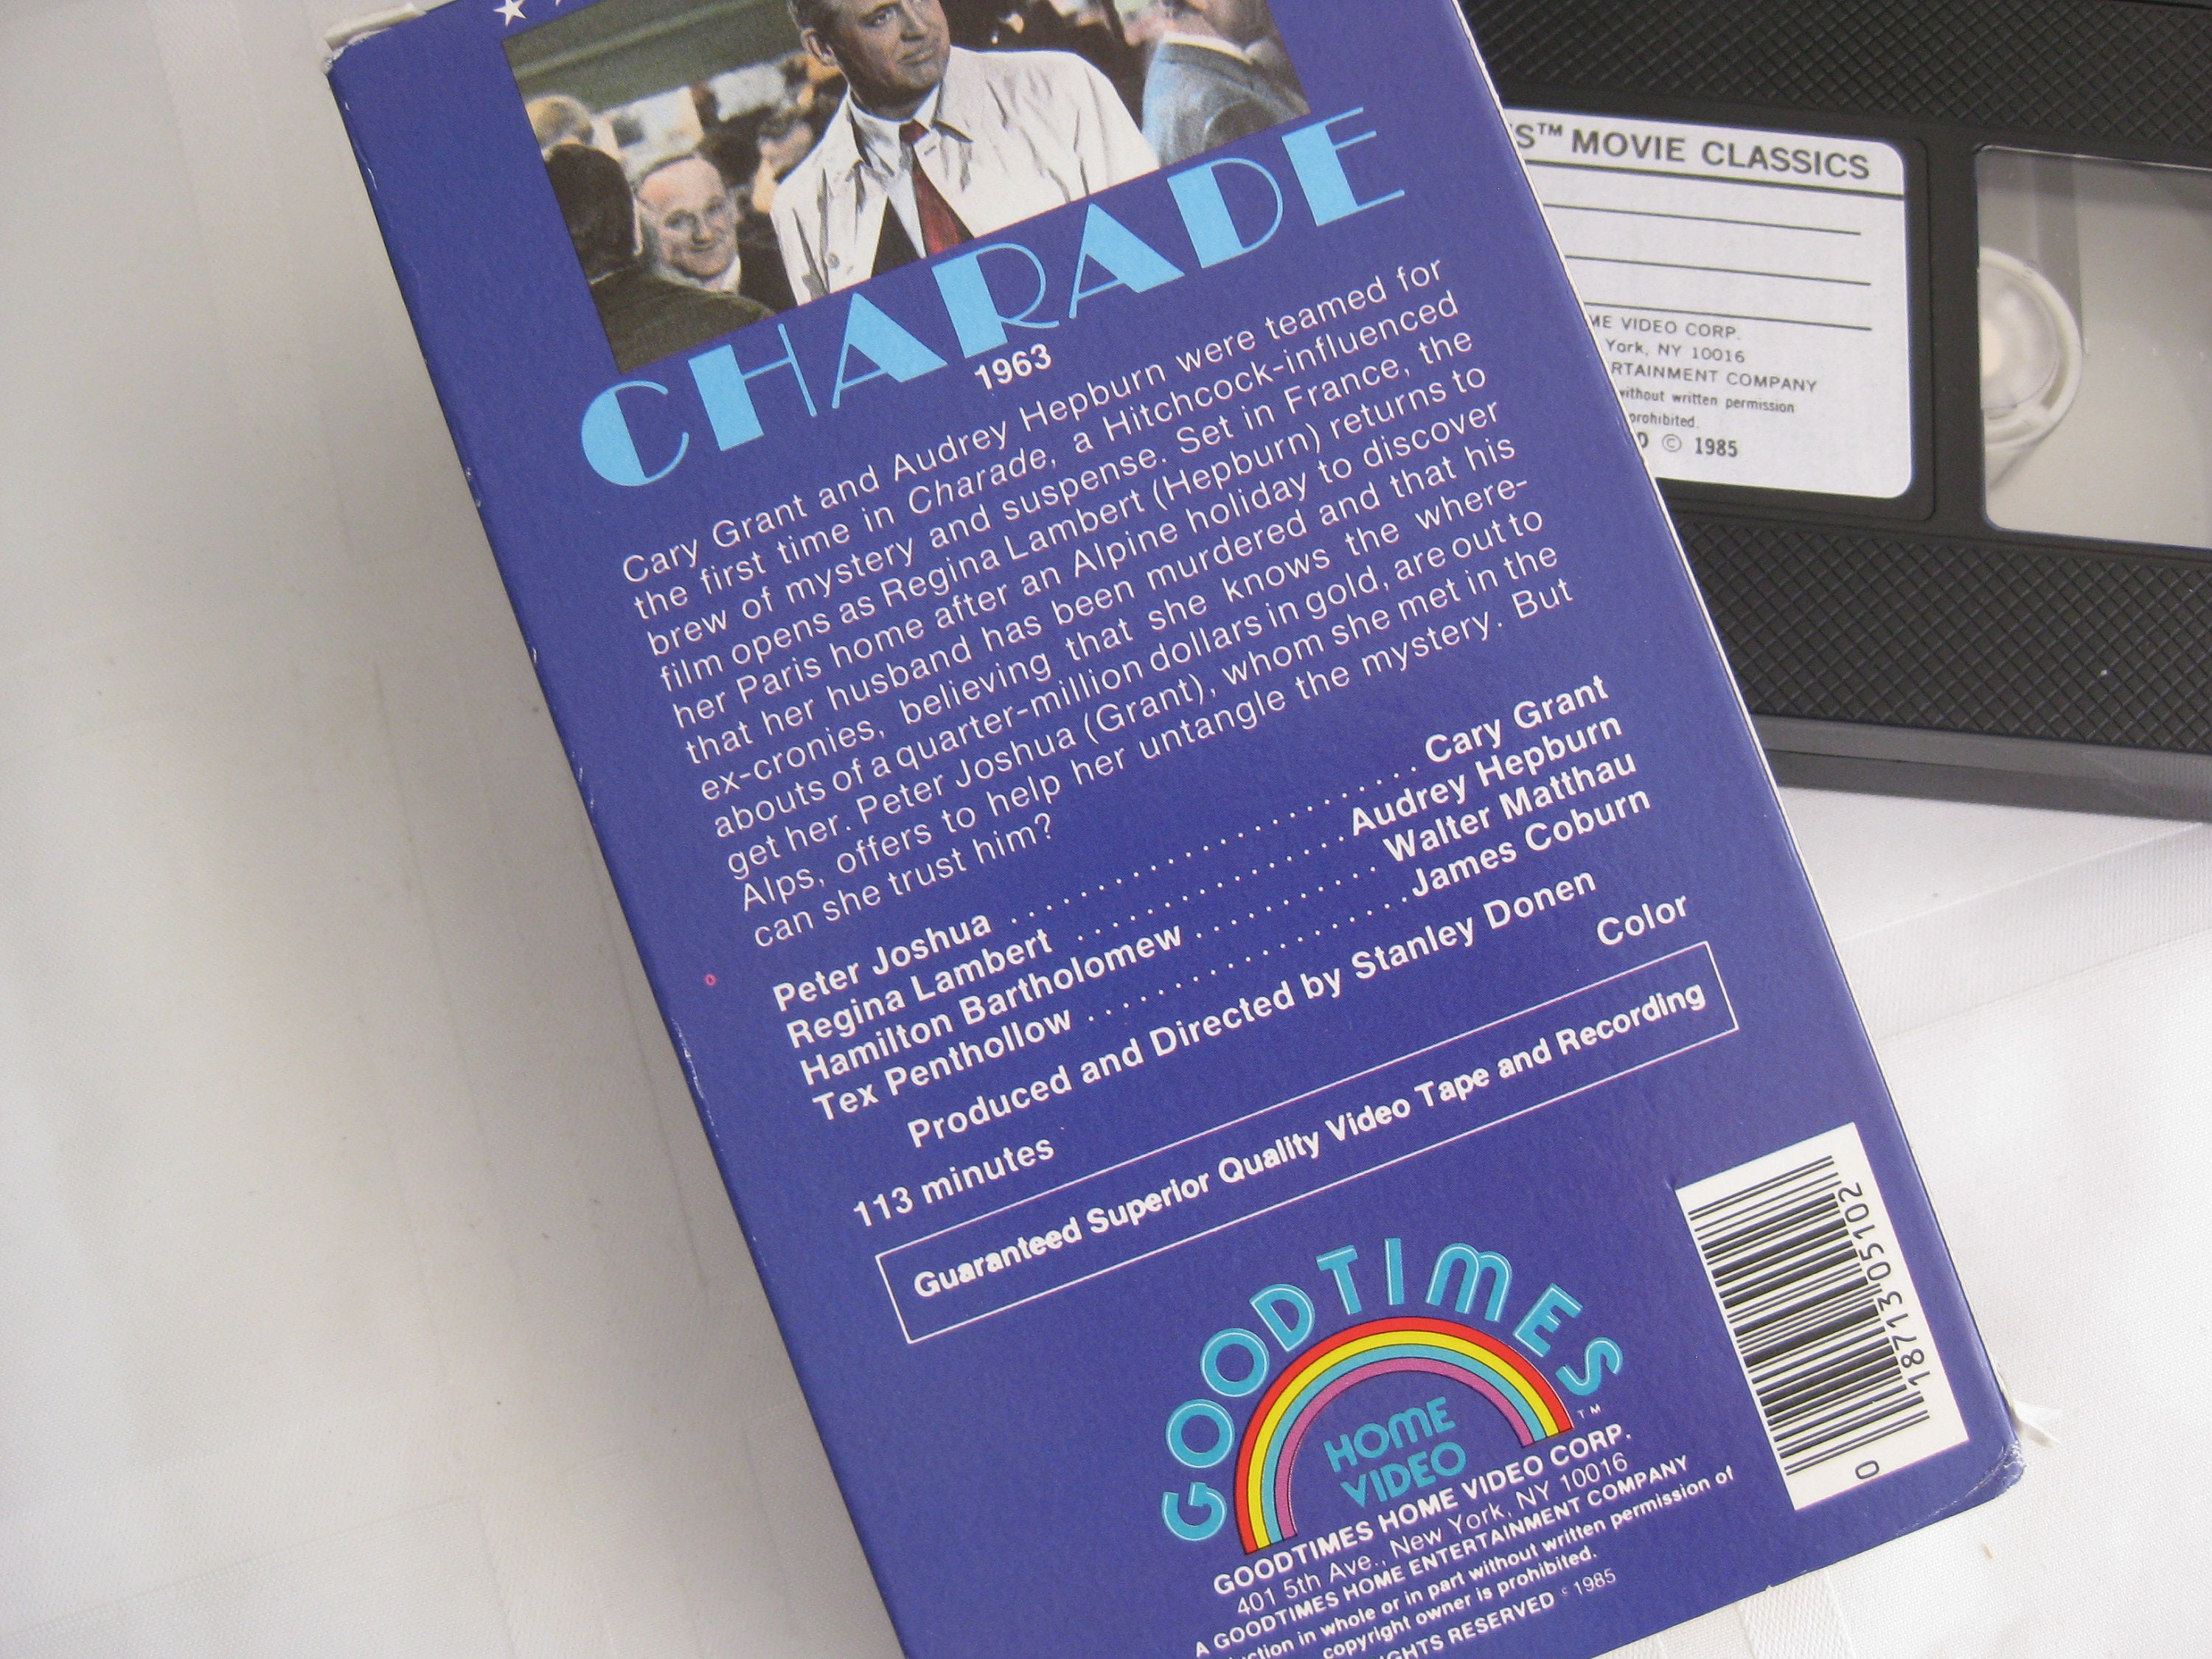 CHARADE
1963
Cary Grant and Audrey Hepburn were teamed for
the first time in Charade, a Hitchcock-influenced
brew of mystery and suspense. Set in France, the
film opens as Regina Lambert (Hepburn) returns to
her Paris home after an Alpine holiday to discover
that her husband has been murdered and that his
ex-cronies, believing that she knows the where-
abouts of a quarter-million dollars in gold, are out to
get her. Peter Joshua (Grant), whom she met in the
Alps, offers to help her untangle the mystery. But
can she trust him?
Peter Joshua . . . . . . . . . . . . . . . . . . . . . . . Cary Grant
Regina Lambert . . . . . . . . . . . . . . . . Audrey Hepburn
Hamilton Bartholomew . . . . . . . . . . . Walter Matthau
Tex Penthollow . . . . . . . . . . . . . . . . . . James Coburn
Produced and Directed by Stanley Donen
113 minutes Color
Guaranteed Superior Quality Video Tape and Recording
GOODTIMES
HOME
VIDEO
TM
GOODTIMES HOME VIDEO CORP.
401 5th Ave., New York, NY 10016
A GOODTIMES HOME ENTERTAINMENT COMPANY
uction in whole or in part without written permission of
copyright owner is prohibited.
GHTS RESERVED © 1985
0 18713 05102
S™ MOVIE CLASSICS
ME VIDEO CORP.
York, NY 10016
RTAINMENT COMPANY
without written permission
prohibited.
D © 1985